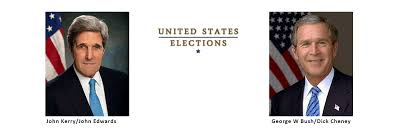 UNITED STATES
ELECTIONS
John Kerry/John Edwards
George W Bush/Dick Cheney